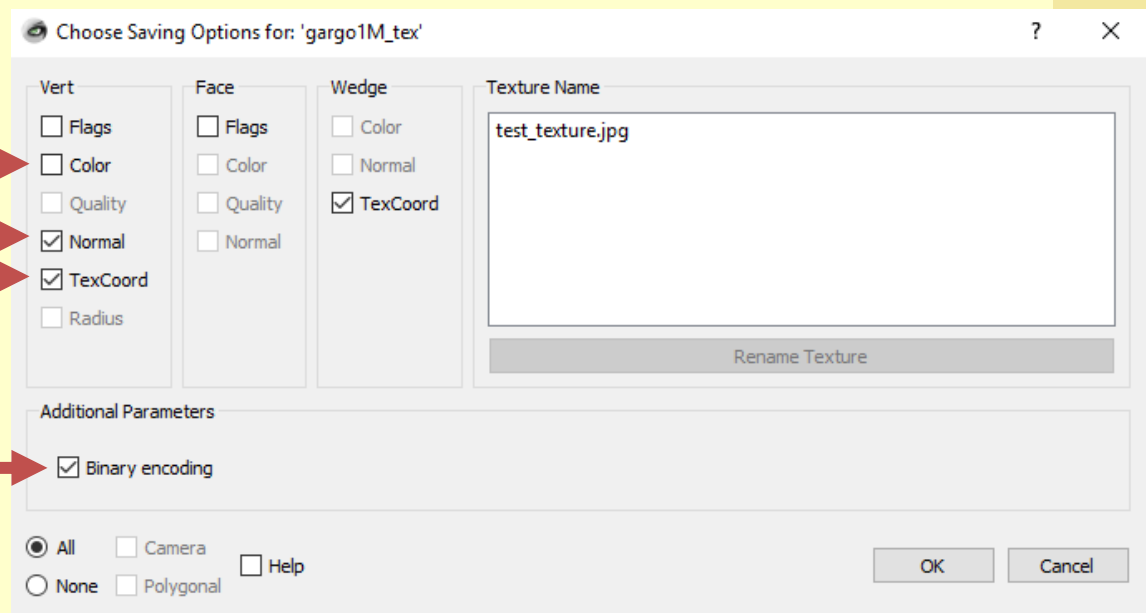 Choose Saving Options for: 'gargo1M_tex'
?
Vert
Flags
Color
Quality
Normal
TexCoord
Radius
Face
Flags
Color
Quality
Normal
Wedge
Color
Normal
TexCoord
Texture Name
test_texture.jpg
Rename Texture
Additional Parameters
Binary encoding
All
Camera
None
Polygonal
Help
OK
Cancel